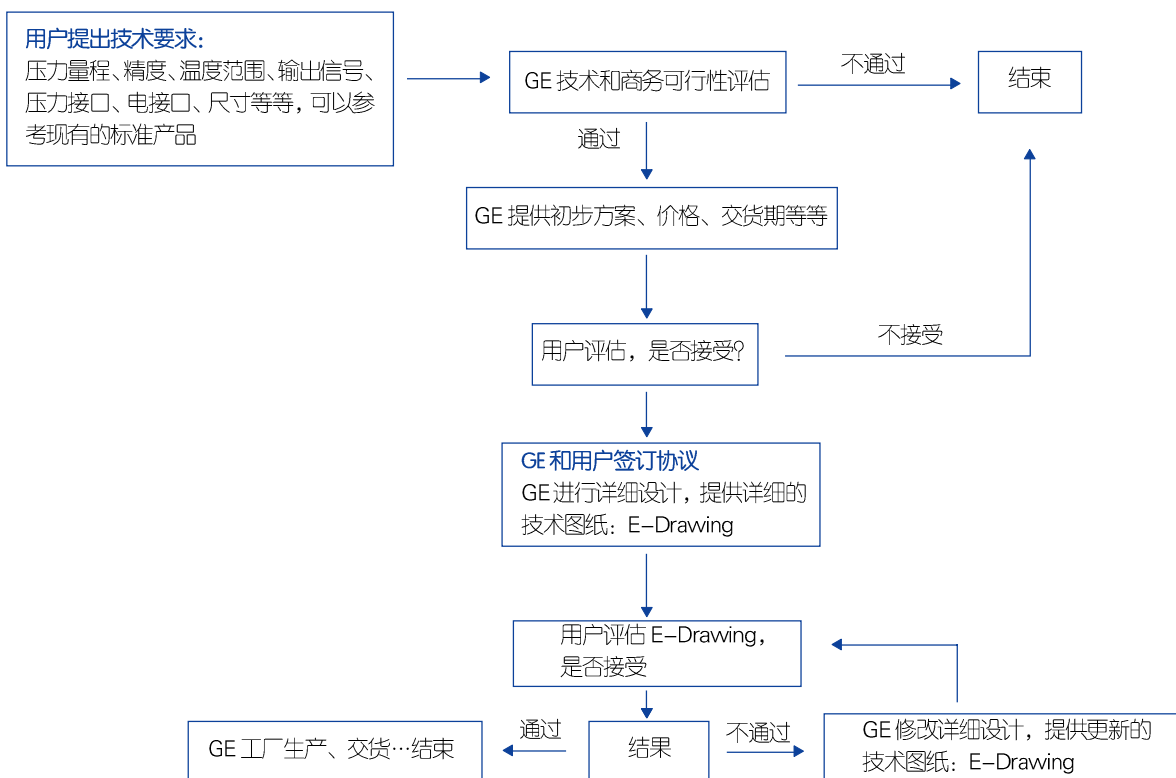 用户提出技术要求：
压力量程、精度、温度范围、输出信号、
压力接口、电接口、尺寸等等，可以参
考现有的标准产品
GE 技术和商务可行性评估
不通过
结束
通过
GE 提供初步方案、价格、交货期等等
用户评估，是否接受？
不接受
GE 和用户签订协议
GE 进行详细设计，提供详细的
技术图纸：E-Drawing
用户评估 E-Drawing，
是否接受
GE 工厂生产、交货…结束
通过
结果
不通过
GE 修改详细设计，提供更新的
技术图纸：E-Drawing